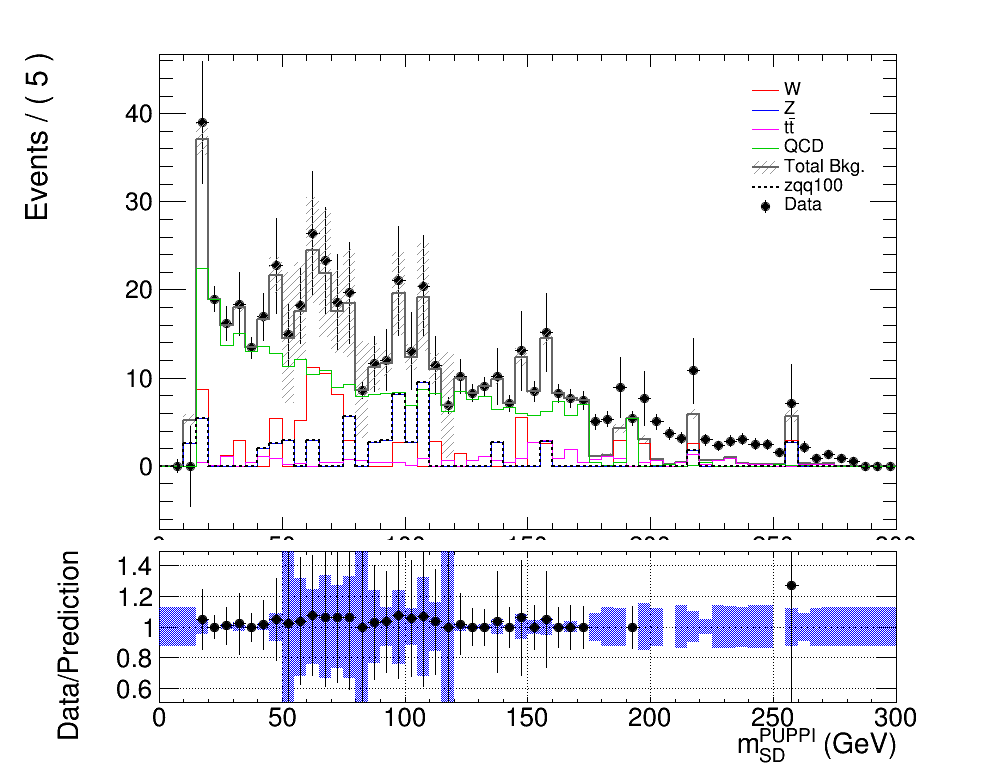 Events / ( 5 )
40
30
20
10
0
W
Z
tt̄
QCD
Total Bkg.
zqq100
Data
Data/Prediction
1.4
1.2
1
0.8
0.6
0 50 100 150 200 250 300
m_SD^PUPPI (GeV)